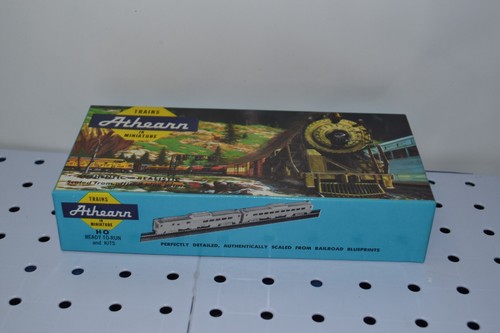 TRAINS
Athearn
IN
MINIATURE
TRAINS
Athearn
IN
MINIATURE
HO
READY-TO-RUN
and KITS
PERFECTLY DETAILED, AUTHENTICALLY SCALED FROM RAILROAD BLUEPRINTS